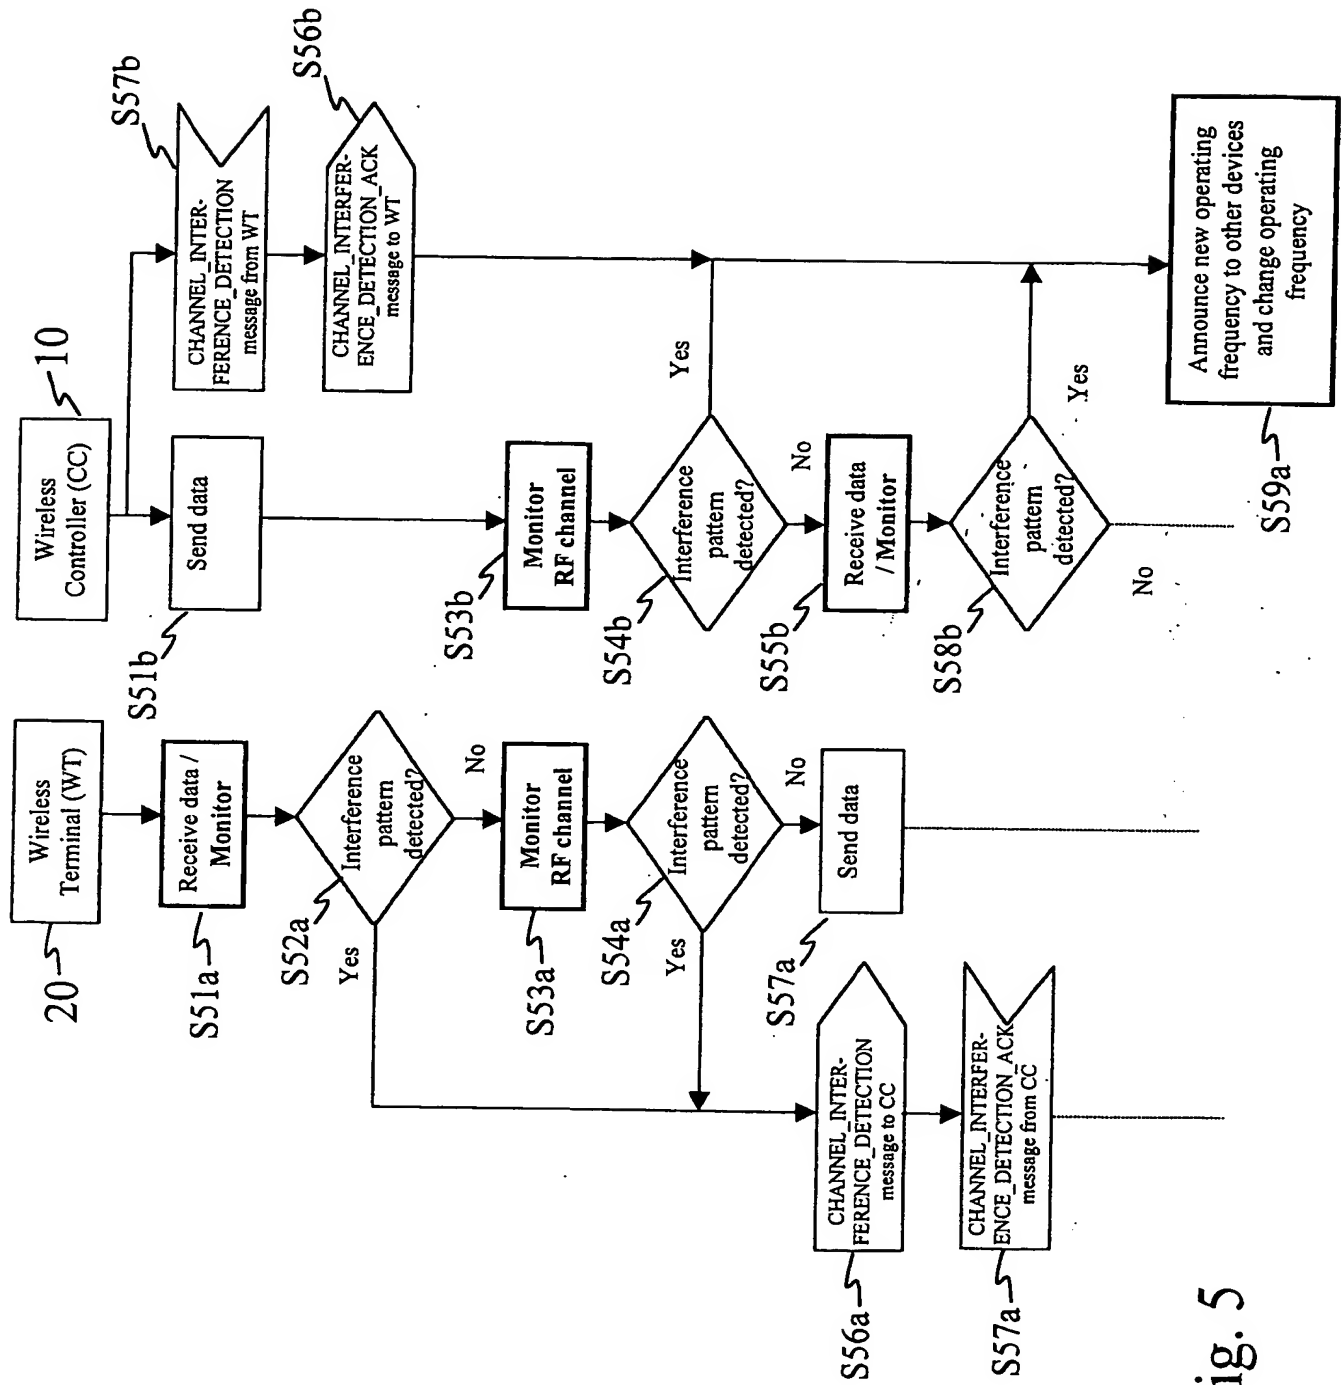 20
Wireless
Terminal (WT)
S51a
Receive data /
Monitor
S52a
Interference
pattern
detected?
Yes
No
S53a
Monitor
RF channel
S54a
Interference
pattern
detected?
Yes
No
S57a
Send data
S56a
CHANNEL_INTER-
FERENCE_DETECTION
message to CC
S57a
CHANNEL_INTERFER-
ENCE_DETECTION_ACK
message from CC
Wireless
Controller (CC)
10
S51b
Send data
S57b
CHANNEL_INTER-
FERENCE_DETECTION
message from WT
S56b
CHANNEL_INTERFER-
ENCE_DETECTION_ACK
message to WT
S53b
Monitor
RF channel
S54b
Interference
pattern
detected?
Yes
No
S55b
Receive data
/ Monitor
S58b
Interference
pattern
detected?
Yes
No
S59a
Announce new operating
frequency to other devices
and change operating
frequency
ig. 5